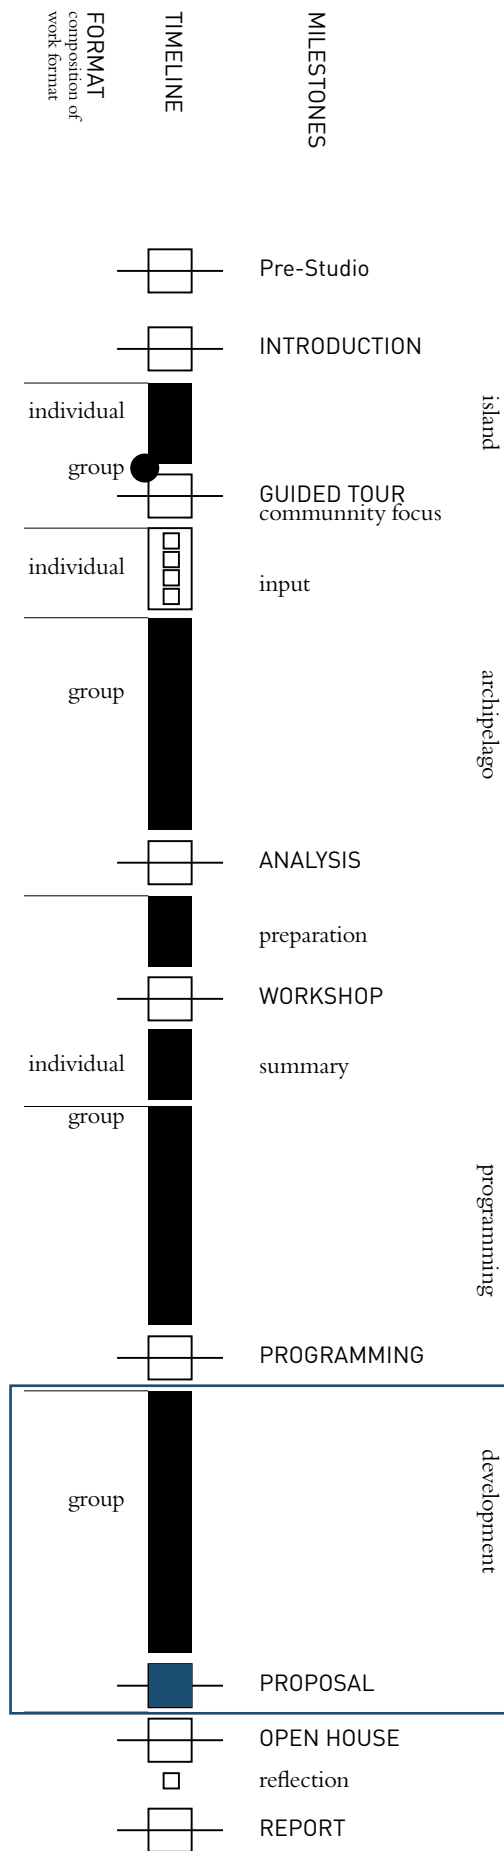 FORMAT
composition of
work format
TIMELINE
MILESTONES
Pre-Studio
INTRODUCTION
individual
island
group
GUIDED TOUR
communnity focus
individual
input
group
archipelago
ANALYSIS
preparation
WORKSHOP
individual
summary
group
programming
PROGRAMMING
group
development
PROPOSAL
OPEN HOUSE
reflection
REPORT